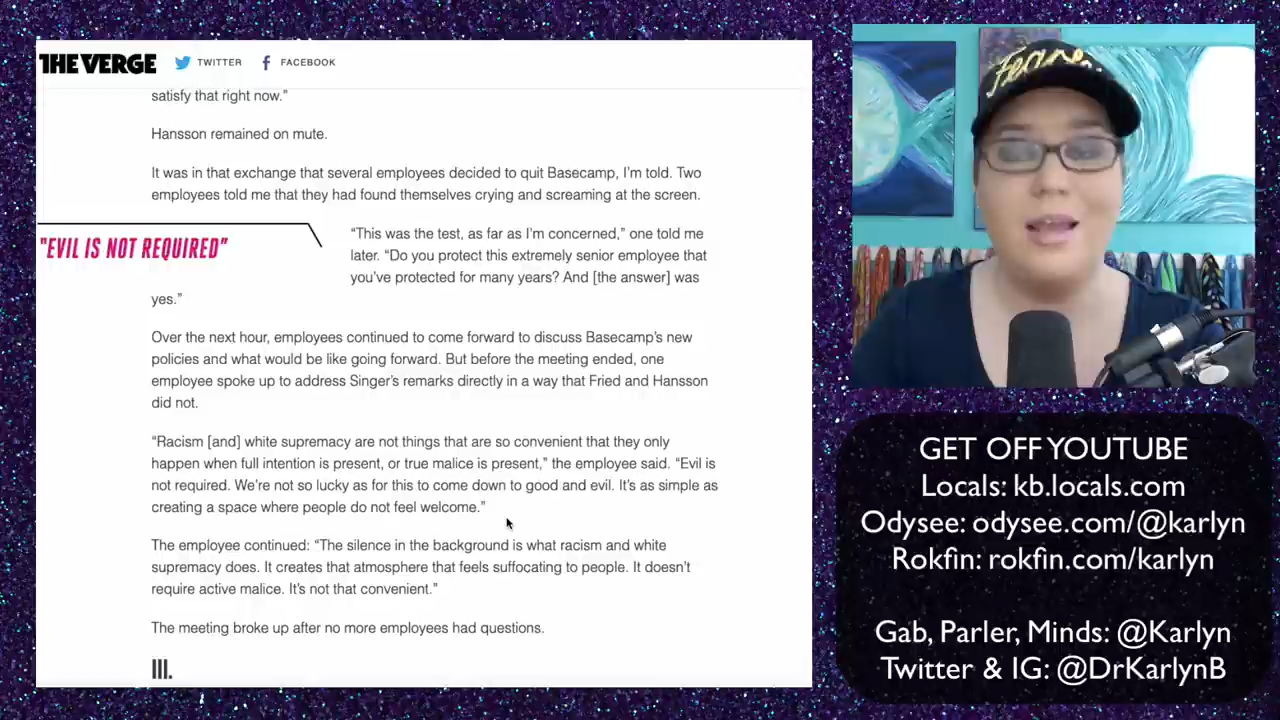 THE VERGE TWITTER FACEBOOK
satisfy that right now.”
Hansson remained on mute.
It was in that exchange that several employees decided to quit Basecamp, I’m told. Two
employees told me that they had found themselves crying and screaming at the screen.
"EVIL IS NOT REQUIRED"
“This was the test, as far as I’m concerned,” one told me
later. “Do you protect this extremely senior employee that
you’ve protected for many years? And [the answer] was
yes.”
Over the next hour, employees continued to come forward to discuss Basecamp’s new
policies and what would be like going forward. But before the meeting ended, one
employee spoke up to address Singer’s remarks directly in a way that Fried and Hansson
did not.
“Racism [and] white supremacy are not things that are so convenient that they only
happen when full intention is present, or true malice is present,” the employee said. “Evil is
not required. We’re not so lucky as for this to come down to good and evil. It’s as simple as
creating a space where people do not feel welcome.”
The employee continued: “The silence in the background is what racism and white
supremacy does. It creates that atmosphere that feels suffocating to people. It doesn’t
require active malice. It’s not that convenient.”
The meeting broke up after no more employees had questions.
III.
GET OFF YOUTUBE
Locals: kb.locals.com
Odysee: odysee.com/@karlyn
Rokfin: rokfin.com/karlyn
Gab, Parler, Minds: @Karlyn
Twitter & IG: @DrKarlynB